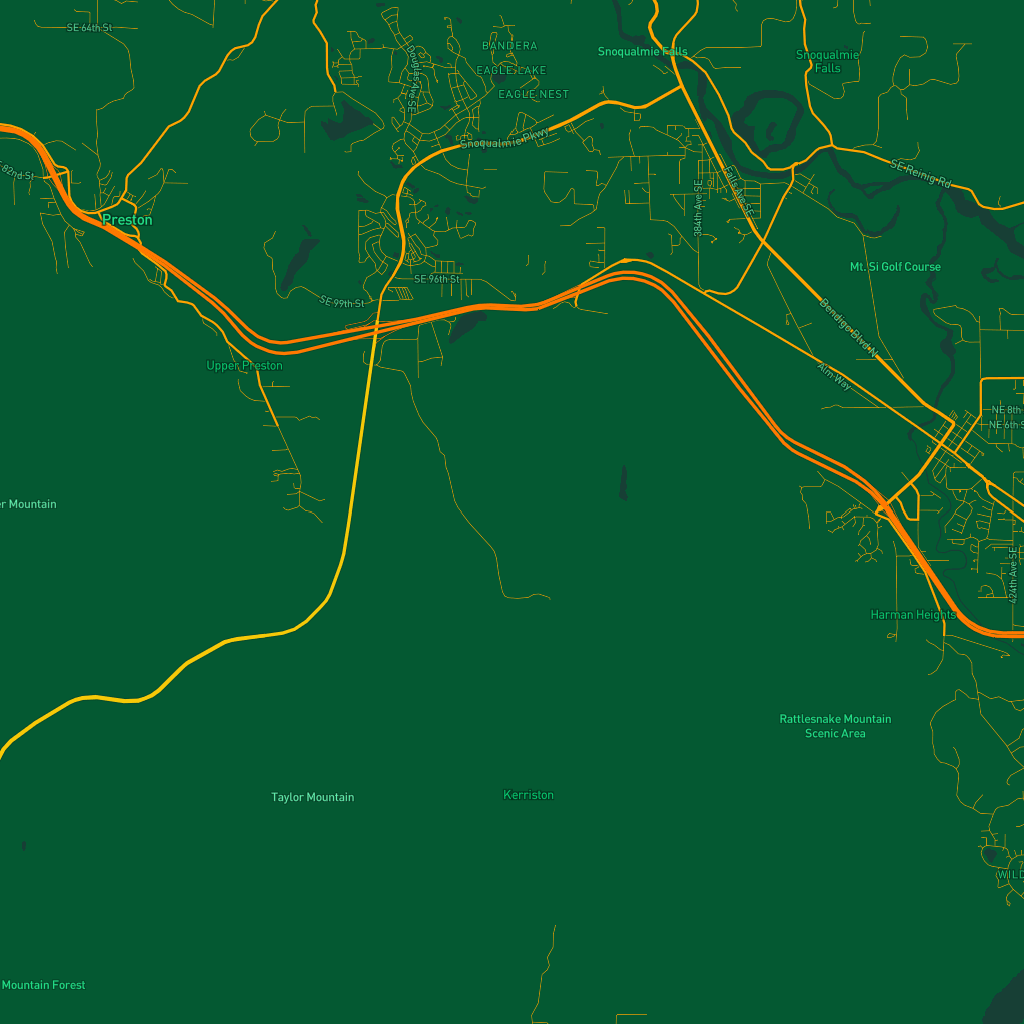 SE 64th St
Douglas Ave SE
BANDERA
EAGLE LAKE
EAGLE NEST
Snoqualmie Falls
Snoqualmie
Falls
Snoqualmie Pkwy
82nd St
SE Reinig Rd
384th Ave SE
Falls Ave SE
Preston
Mt. Si Golf Course
SE 96th St
SE 99th St
Bendigo Blvd N
Upper Preston
Alm Way
NE 8th
NE 6th S
er Mountain
424th Ave SE
Harman Heights
Rattlesnake Mountain
Scenic Area
Taylor Mountain
Kerriston
WILD
Mountain Forest